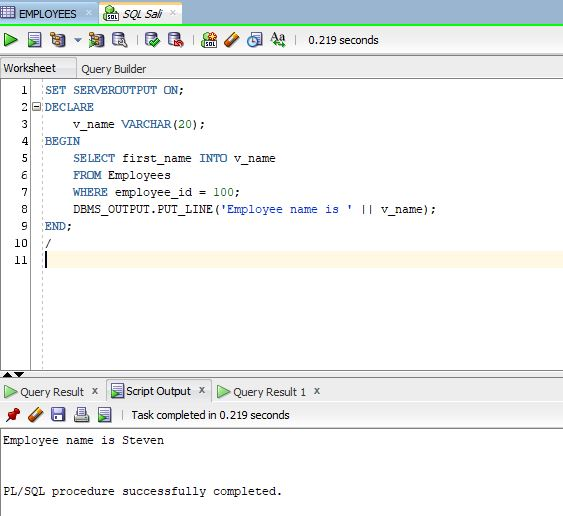 EMPLOYEES
SQL Sali
0.219 seconds
Worksheet
Query Builder
1 SET SERVEROUTPUT ON;
2 DECLARE
3 v_name VARCHAR(20);
4 BEGIN
5 SELECT first_name INTO v_name
6 FROM Employees
7 WHERE employee_id = 100;
8 DBMS_OUTPUT.PUT_LINE('Employee name is ' || v_name);
9 END;
10 /
11
Query Result x
Script Output x
Query Result 1 x
Task completed in 0.219 seconds
Employee name is Steven
PL/SQL procedure successfully completed.